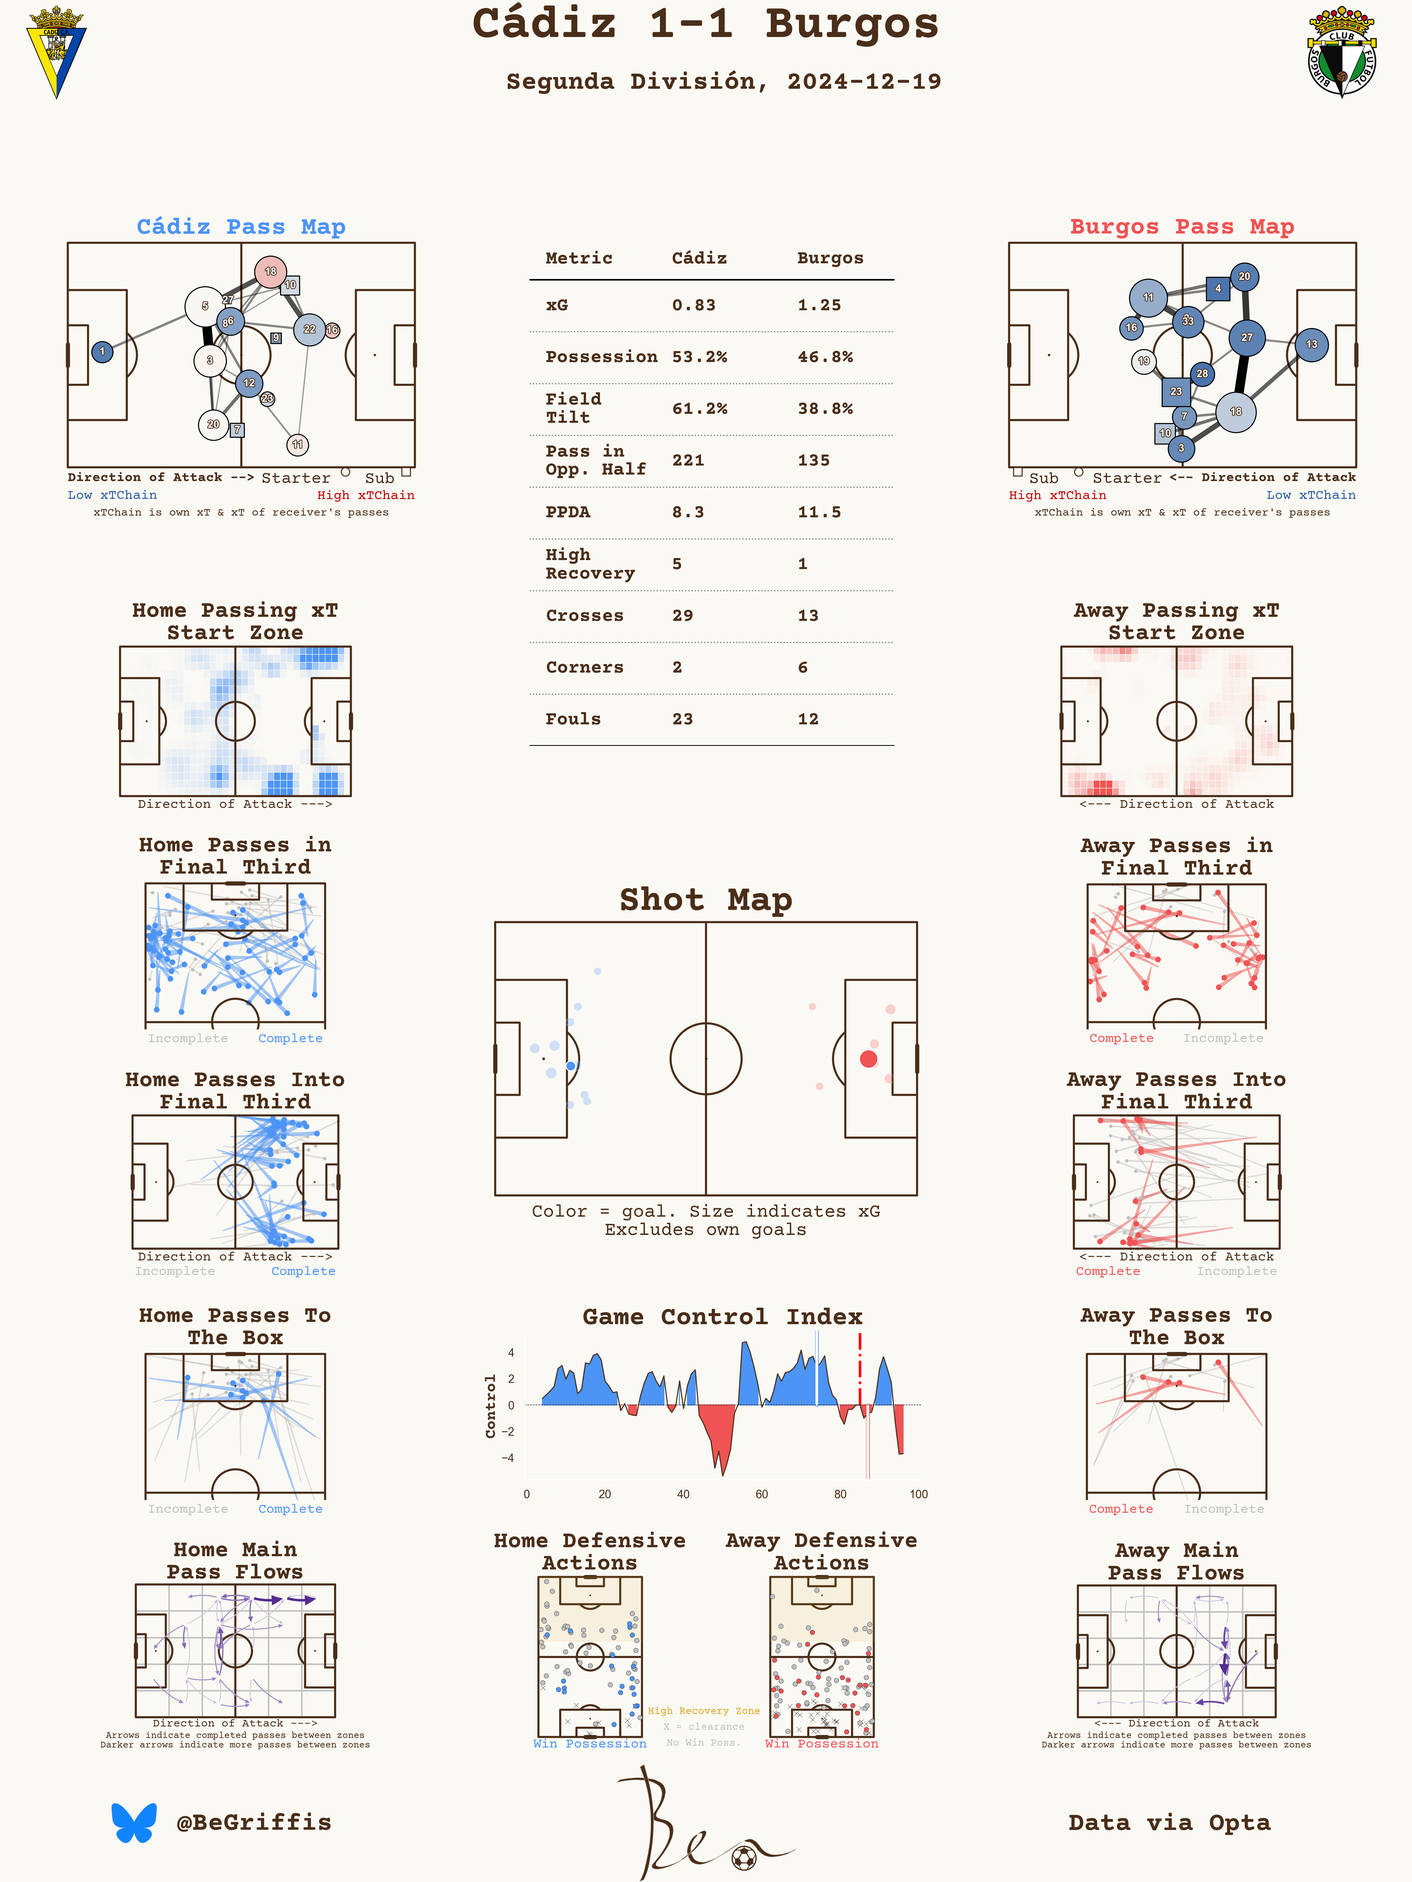 Cádiz 1-1 Burgos
Segunda División, 2024-12-19
CADIZ C.F.
CLUB
BURGOS
FUTBOL
Cádiz Pass Map
18
10
27
5
8
6
22
16
9
1
3
12
23
20
7
11
Direction of Attack --> Starter Sub
Low xTChain High xTChain
xTChain is own xT & xT of receiver's passes
Metric Cádiz Burgos
xG 0.83 1.25
Possession 53.2% 46.8%
Field
Tilt 61.2% 38.8%
Pass in
Opp. Half 221 135
PPDA 8.3 11.5
High
Recovery 5 1
Crosses 29 13
Corners 2 6
Fouls 23 12
Burgos Pass Map
20
4
11
16
33
27
13
19
28
23
18
7
10
3
Sub Starter <-- Direction of Attack
High xTChain Low xTChain
xTChain is own xT & xT of receiver's passes
Home Passing xT
Start Zone
Direction of Attack --->
Away Passing xT
Start Zone
<--- Direction of Attack
Home Passes in
Final Third
Incomplete Complete
Shot Map
Color = goal. Size indicates xG
Excludes own goals
Away Passes in
Final Third
Complete Incomplete
Home Passes Into
Final Third
Direction of Attack --->
Incomplete Complete
Away Passes Into
Final Third
<--- Direction of Attack
Complete Incomplete
Home Passes To
The Box
Incomplete Complete
Game Control Index
Control
4
2
0
−2
−4
0 20 40 60 80 100
Away Passes To
The Box
Complete Incomplete
Home Main
Pass Flows
Direction of Attack --->
Arrows indicate completed passes between zones
Darker arrows indicate more passes between zones
Home Defensive
Actions
Win Possession
High Recovery Zone
X = clearance
No Win Poss.
Away Defensive
Actions
Win Possession
Away Main
Pass Flows
<--- Direction of Attack
Arrows indicate completed passes between zones
Darker arrows indicate more passes between zones
@BeGriffis
Ben
Data via Opta